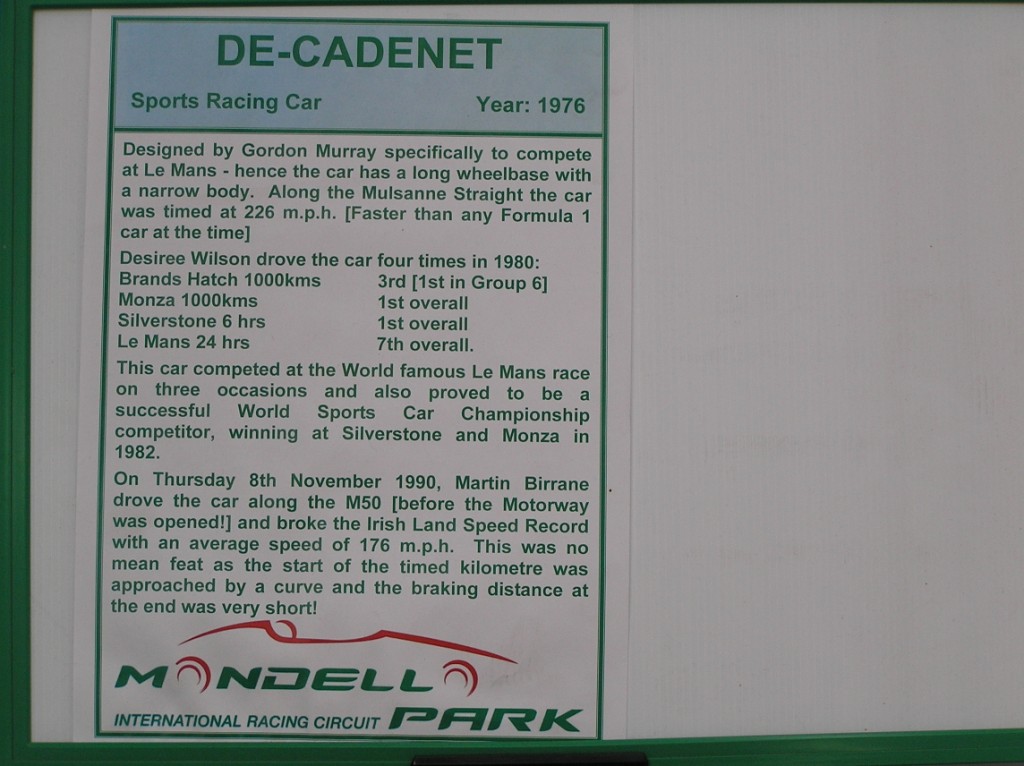 DE-CADENET
Sports Racing Car Year: 1976
Designed by Gordon Murray specifically to compete
at Le Mans - hence the car has a long wheelbase with
a narrow body. Along the Mulsanne Straight the car
was timed at 226 m.p.h. [Faster than any Formula 1
car at the time]
Desiree Wilson drove the car four times in 1980:
Brands Hatch 1000kms 3rd [1st in Group 6]
Monza 1000kms 1st overall
Silverstone 6 hrs 1st overall
Le Mans 24 hrs 7th overall.
This car competed at the World famous Le Mans race
on three occasions and also proved to be a
successful World Sports Car Championship
competitor, winning at Silverstone and Monza in
1982.
On Thursday 8th November 1990, Martin Birrane
drove the car along the M50 [before the Motorway
was opened!] and broke the Irish Land Speed Record
with an average speed of 176 m.p.h. This was no
mean feat as the start of the timed kilometre was
approached by a curve and the braking distance at
the end was very short!
MONDELLO
INTERNATIONAL RACING CIRCUIT PARK